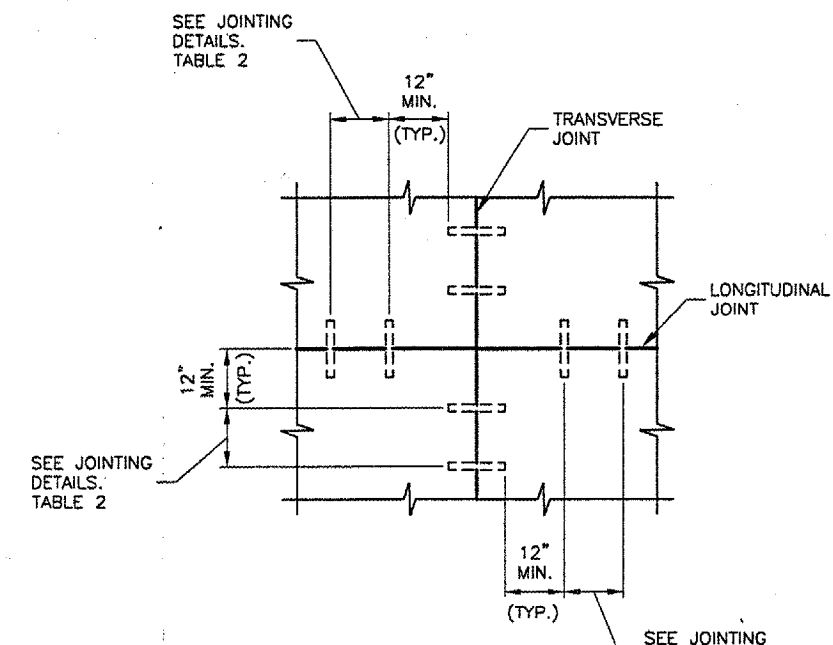 SEE JOINTING
DETAILS.
TABLE 2
12"
MIN.
(TYP.)
TRANSVERSE
JOINT
LONGITUDINAL
JOINT
12"
MIN.
(TYP.)
SEE JOINTING
DETAILS.
TABLE 2
12"
MIN.
(TYP.)
SEE JOINTING